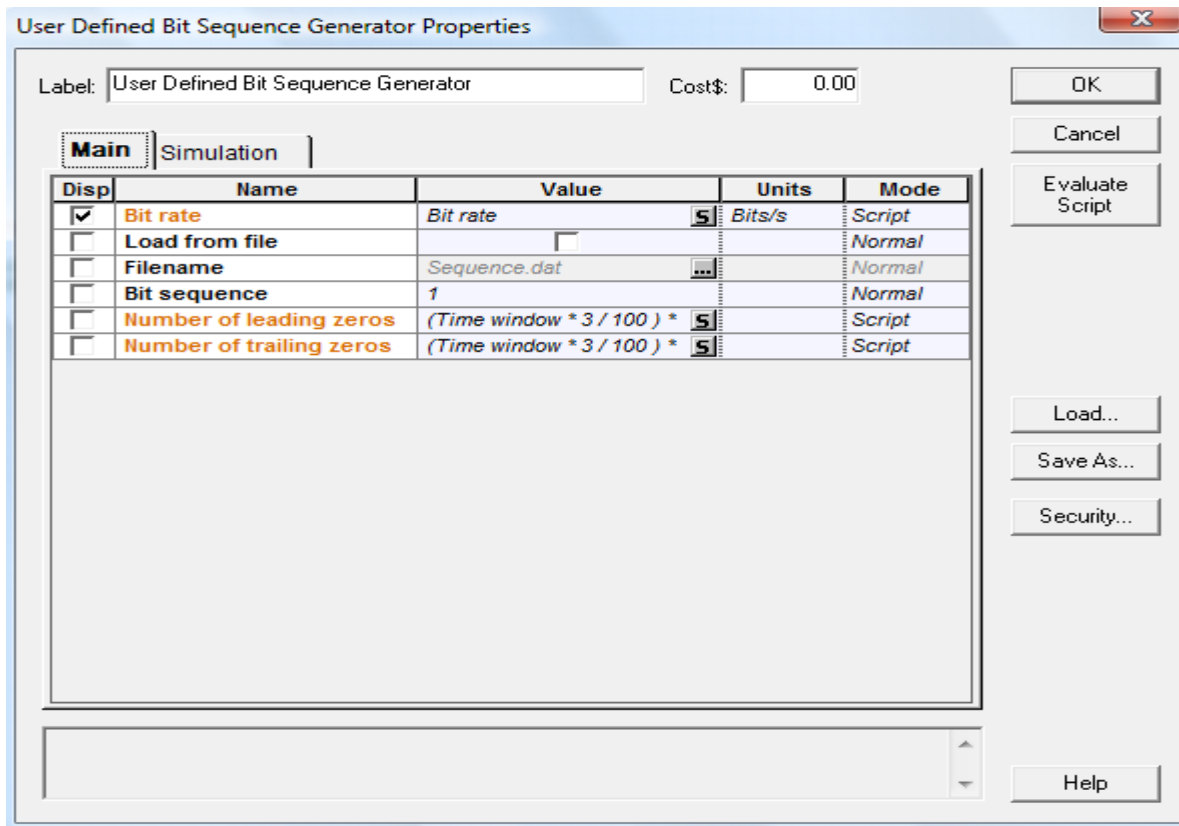 User Defined Bit Sequence Generator Properties
Label: User Defined Bit Sequence Generator Cost$: 0.00
OK
Cancel
Evaluate
Script
Main Simulation
Disp Name Value Units Mode
Bit rate Bit rate S Bits/s Script
Load from file Normal
Filename Sequence.dat ... Normal
Bit sequence 1 Normal
Number of leading zeros (Time window * 3 / 100 ) * S Script
Number of trailing zeros (Time window * 3 / 100 ) * S Script
Load...
Save As...
Security...
Help